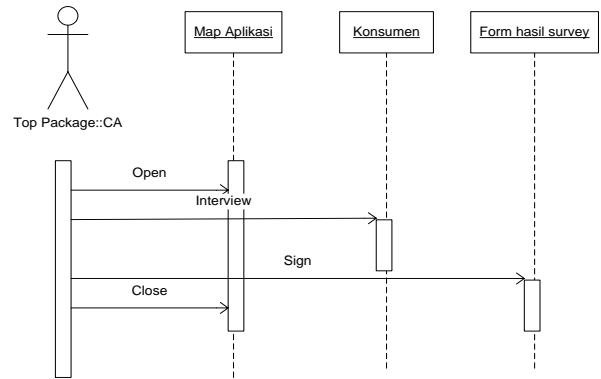 Map Aplikasi
Konsumen
Form hasil survey
Top Package::CA
Open
Interview
Sign
Close